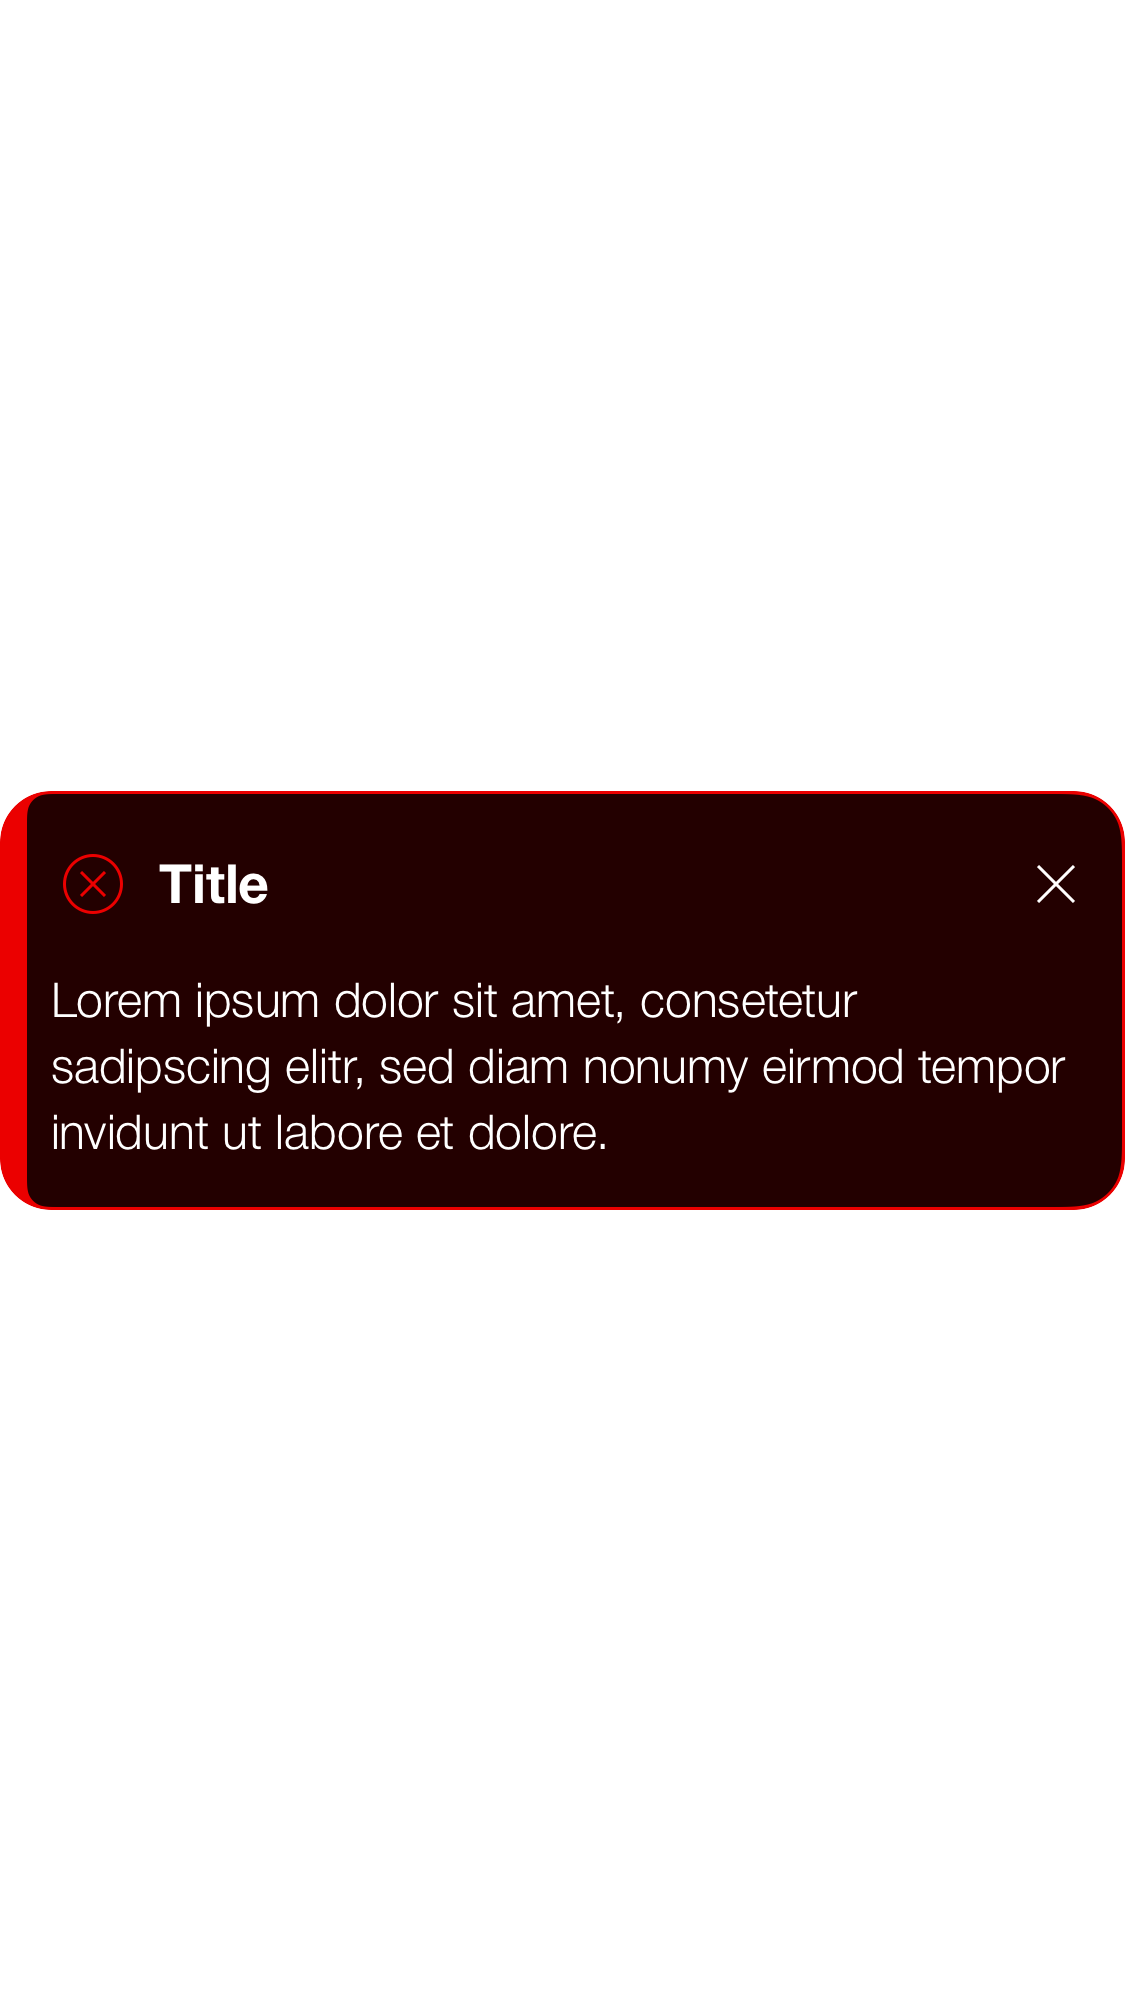 Title
Lorem ipsum dolor sit amet, consetetur
sadipscing elitr, sed diam nonumy eirmod tempor
invidunt ut labore et dolore.